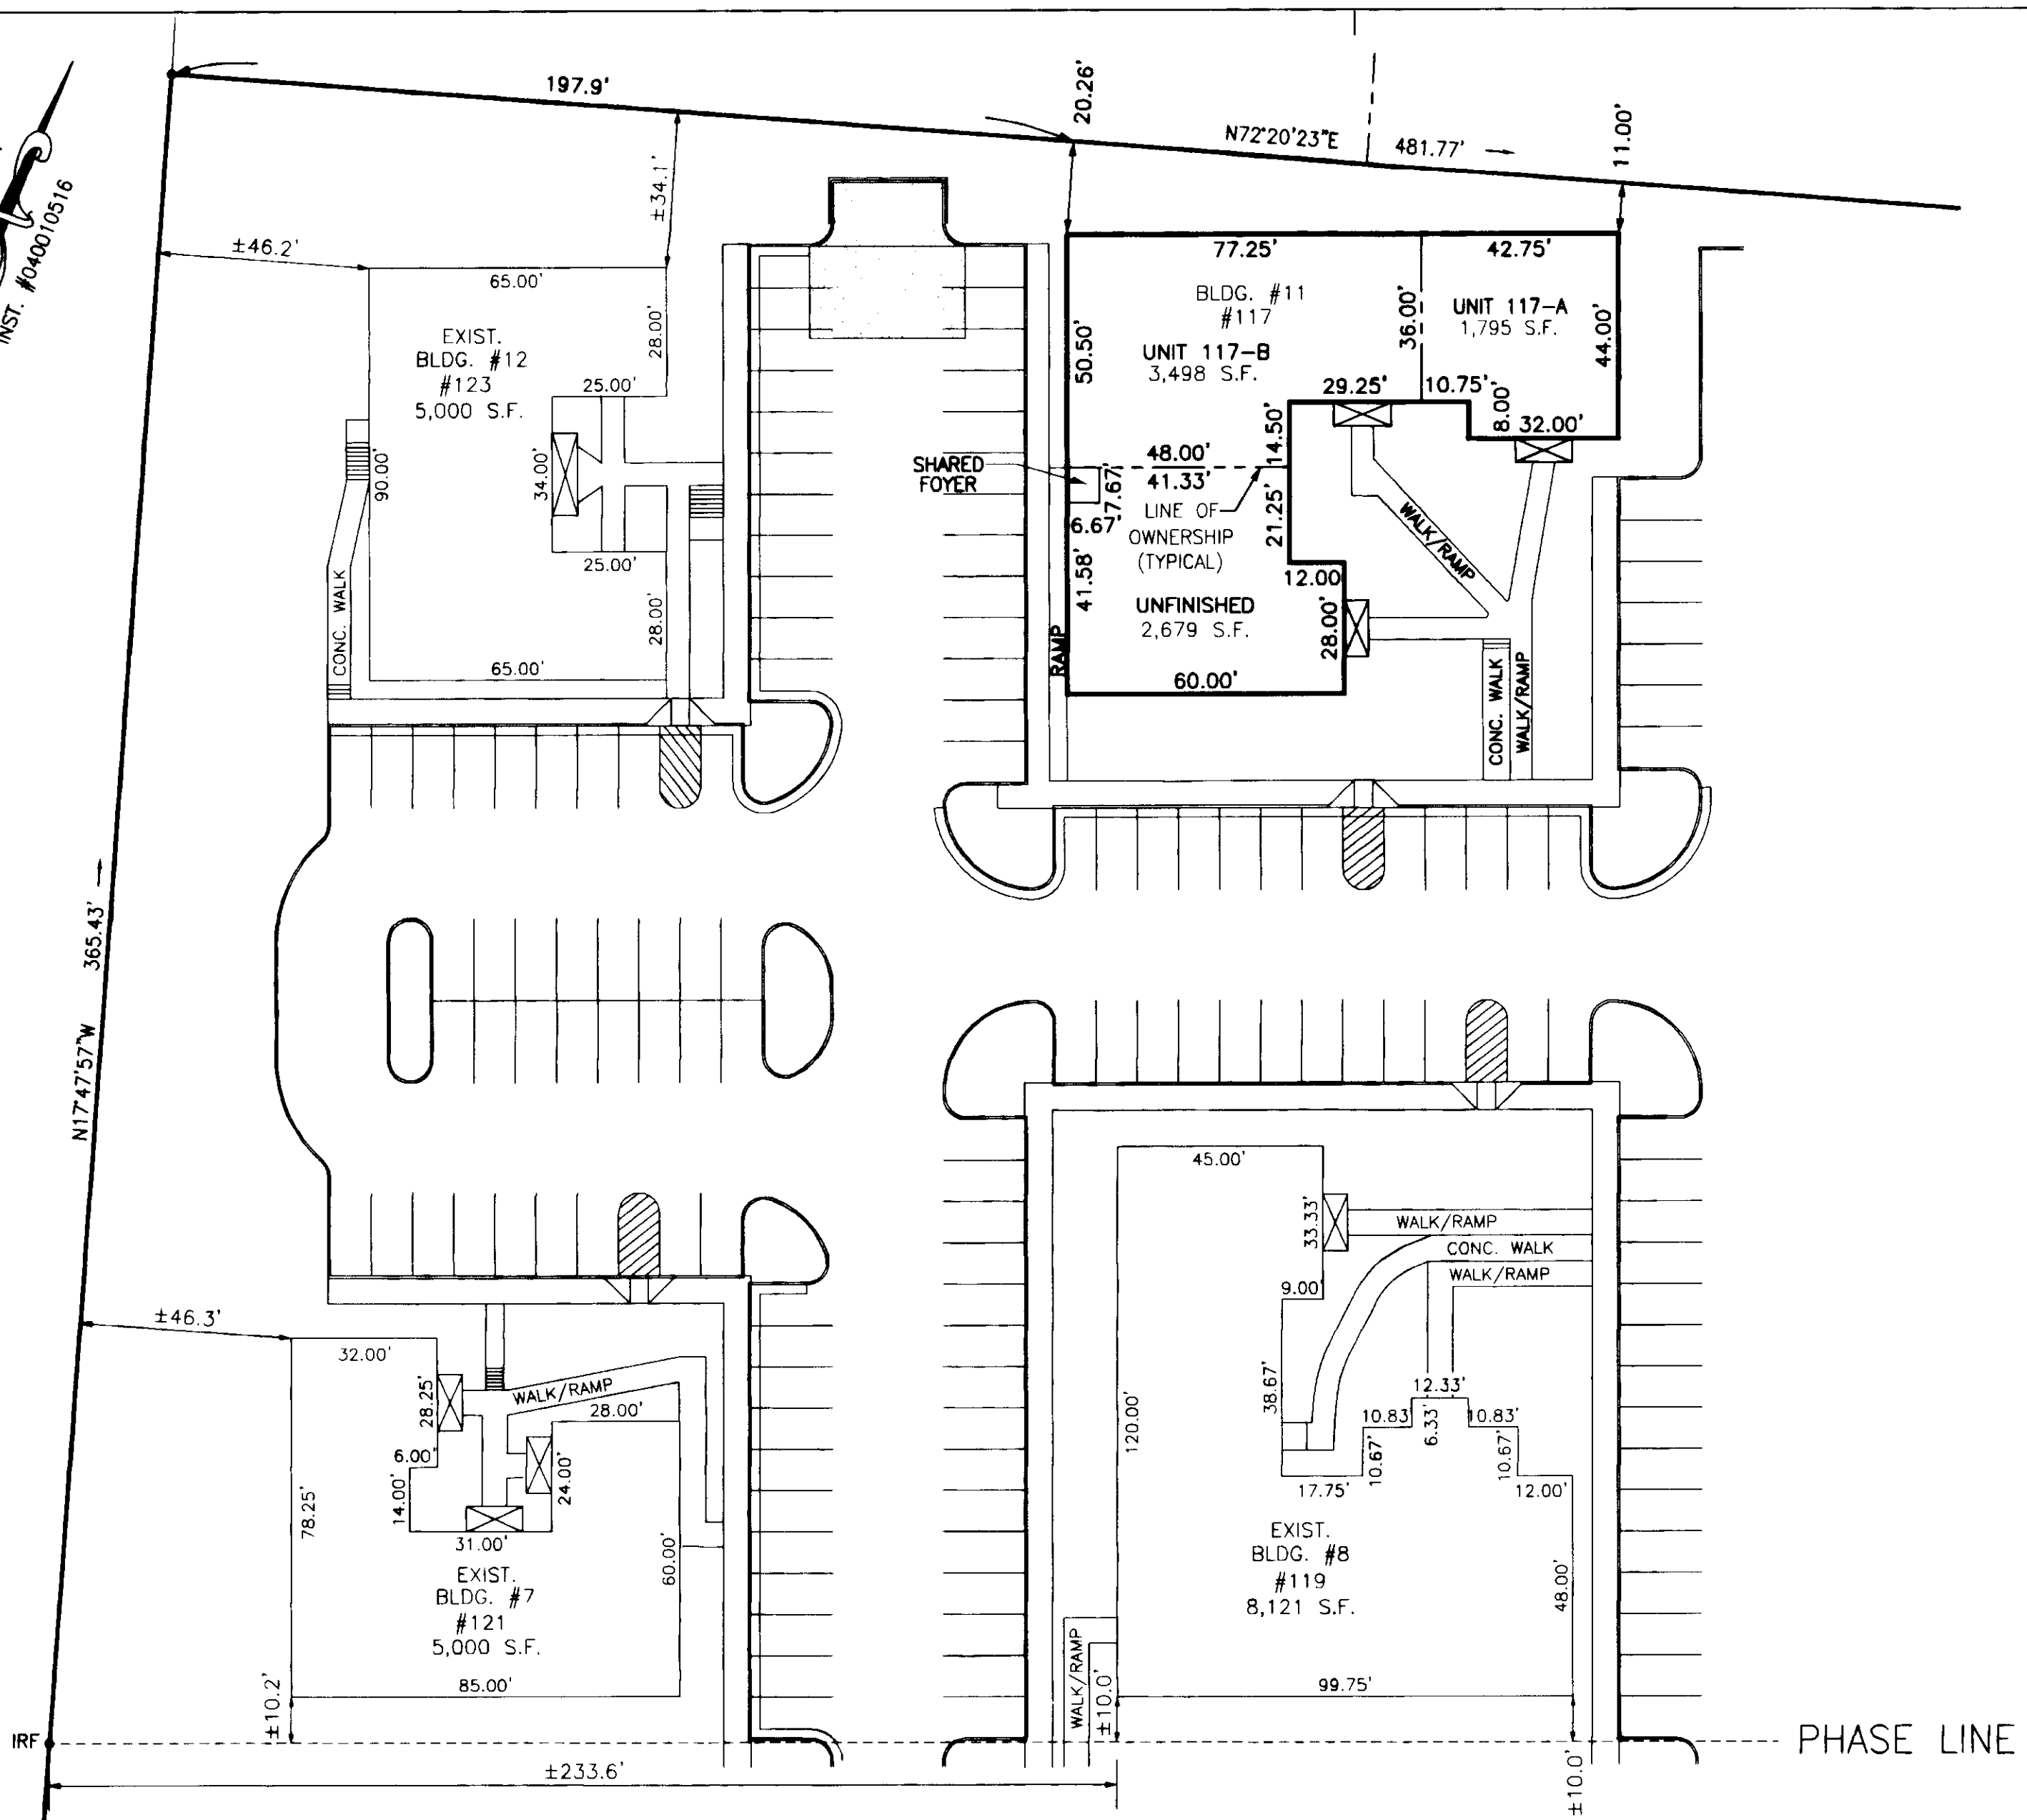 INST. #040010516
197.9'
20.26'
N72°20'23"E
481.77'
11.00'
±34.1'
±46.2'
65.00'
28.00'
EXIST.
BLDG. #12
#123
5,000 S.F.
25.00'
90.00'
34.00'
25.00'
28.00'
65.00'
CONC. WALK
77.25'
42.75'
BLDG. #11
#117
UNIT 117-B
3,498 S.F.
36.00'
UNIT 117-A
1,795 S.F.
44.00'
50.50'
29.25'
10.75'
8.00'
32.00'
14.50'
48.00'
41.33'
SHARED
FOYER
7.67'
6.67'
LINE OF
OWNERSHIP
(TYPICAL)
21.25'
12.00
41.58'
UNFINISHED
2,679 S.F.
28.00'
60.00'
RAMP
WALK/RAMP
CONC. WALK
WALK/RAMP
N17°47'57"W
365.43'
45.00'
33.33'
WALK/RAMP
CONC. WALK
WALK/RAMP
9.00'
38.67'
12.33'
10.83'
6.33'
10.83'
10.67'
10.67'
17.75'
12.00'
120.00'
EXIST.
BLDG. #8
#119
8,121 S.F.
48.00'
99.75'
WALK/RAMP
±10.0'
±10.0'
±46.3'
32.00'
28.25'
WALK/RAMP
28.00'
6.00'
14.00'
24.00'
31.00'
78.25'
60.00'
EXIST.
BLDG. #7
#121
5,000 S.F.
85.00'
±10.2'
IRF
PHASE LINE
±233.6'